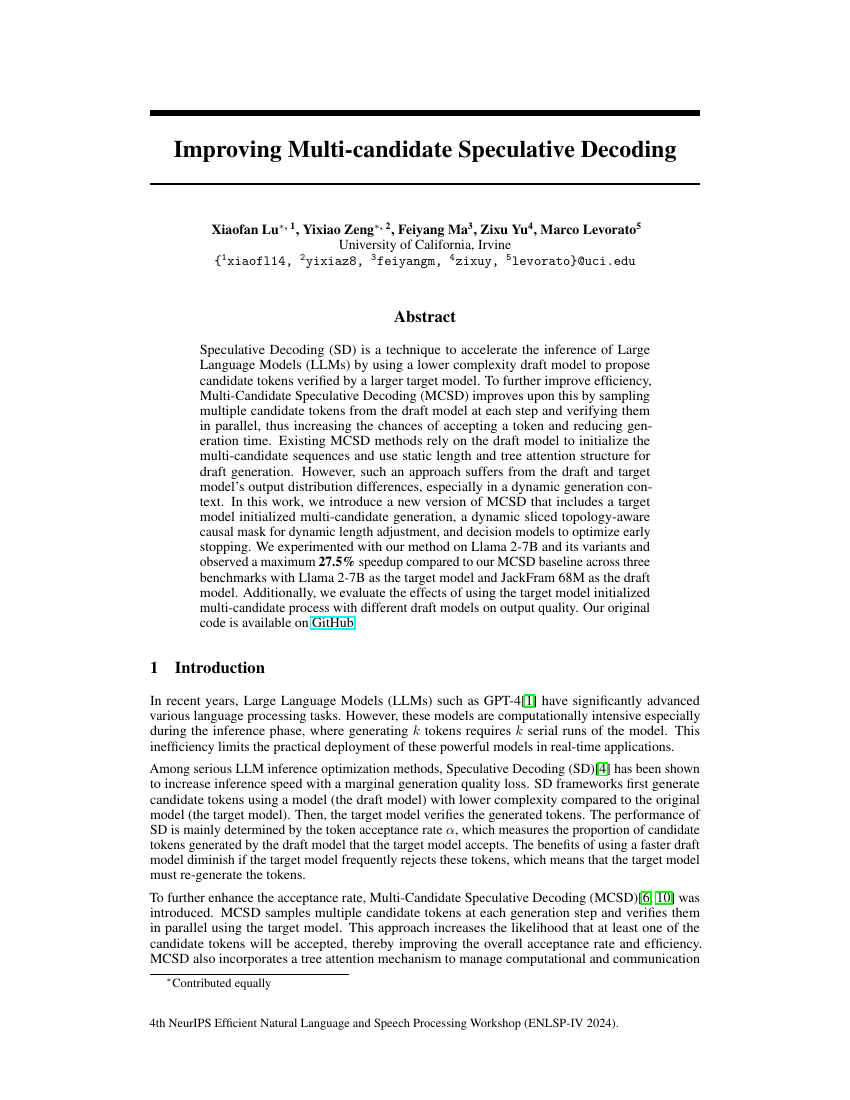 Improving Multi-candidate Speculative Decoding
Xiaofan Lu∗, 1, Yixiao Zeng∗, 2, Feiyang Ma3, Zixu Yu4, Marco Levorato5
University of California, Irvine
{1xiaofl14, 2yixiaz8, 3feiyangm, 4zixuy, 5levorato}@uci.edu
Abstract
Speculative Decoding (SD) is a technique to accelerate the inference of Large
Language Models (LLMs) by using a lower complexity draft model to propose
candidate tokens verified by a larger target model. To further improve efficiency,
Multi-Candidate Speculative Decoding (MCSD) improves upon this by sampling
multiple candidate tokens from the draft model at each step and verifying them
in parallel, thus increasing the chances of accepting a token and reducing gen-
eration time. Existing MCSD methods rely on the draft model to initialize the
multi-candidate sequences and use static length and tree attention structure for
draft generation. However, such an approach suffers from the draft and target
model's output distribution differences, especially in a dynamic generation con-
text. In this work, we introduce a new version of MCSD that includes a target
model initialized multi-candidate generation, a dynamic sliced topology-aware
causal mask for dynamic length adjustment, and decision models to optimize early
stopping. We experimented with our method on Llama 2-7B and its variants and
observed a maximum 27.5% speedup compared to our MCSD baseline across three
benchmarks with Llama 2-7B as the target model and JackFram 68M as the draft
model. Additionally, we evaluate the effects of using the target model initialized
multi-candidate process with different draft models on output quality. Our original
code is available on GitHub
1 Introduction
In recent years, Large Language Models (LLMs) such as GPT-4[1] have significantly advanced
various language processing tasks. However, these models are computationally intensive especially
during the inference phase, where generating k tokens requires k serial runs of the model. This
inefficiency limits the practical deployment of these powerful models in real-time applications.
Among serious LLM inference optimization methods, Speculative Decoding (SD)[4] has been shown
to increase inference speed with a marginal generation quality loss. SD frameworks first generate
candidate tokens using a model (the draft model) with lower complexity compared to the original
model (the target model). Then, the target model verifies the generated tokens. The performance of
SD is mainly determined by the token acceptance rate α, which measures the proportion of candidate
tokens generated by the draft model that the target model accepts. The benefits of using a faster draft
model diminish if the target model frequently rejects these tokens, which means that the target model
must re-generate the tokens.
To further enhance the acceptance rate, Multi-Candidate Speculative Decoding (MCSD)[6, 10] was
introduced. MCSD samples multiple candidate tokens at each generation step and verifies them
in parallel using the target model. This approach increases the likelihood that at least one of the
candidate tokens will be accepted, thereby improving the overall acceptance rate and efficiency.
MCSD also incorporates a tree attention mechanism to manage computational and communication
∗Contributed equally
4th NeurIPS Efficient Natural Language and Speech Processing Workshop (ENLSP-IV 2024).